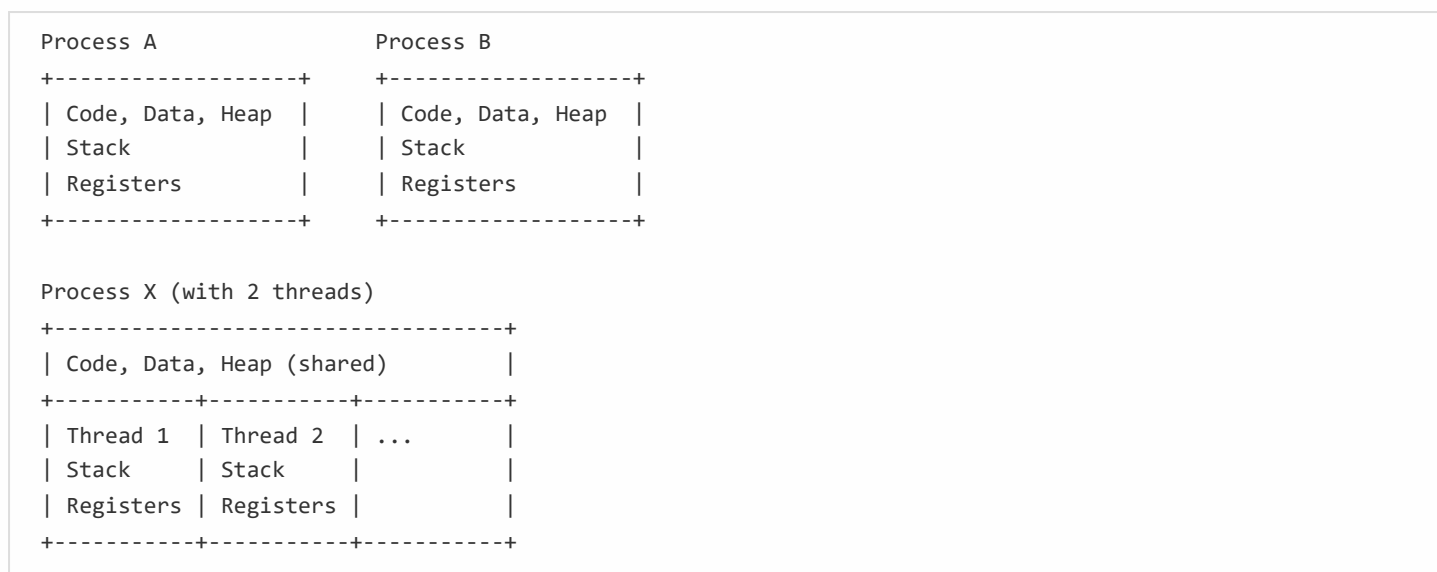 Process A                 Process B
+-------------------+     +-------------------+
| Code, Data, Heap  |     | Code, Data, Heap  |
| Stack             |     | Stack             |
| Registers         |     | Registers         |
+-------------------+     +-------------------+

Process X (with 2 threads)
+-----------------------------------+
| Code, Data, Heap (shared)         |
+-----------+-----------+-----------+
| Thread 1  | Thread 2  | ...       |
| Stack     | Stack     |           |
| Registers | Registers |           |
+-----------+-----------+-----------+